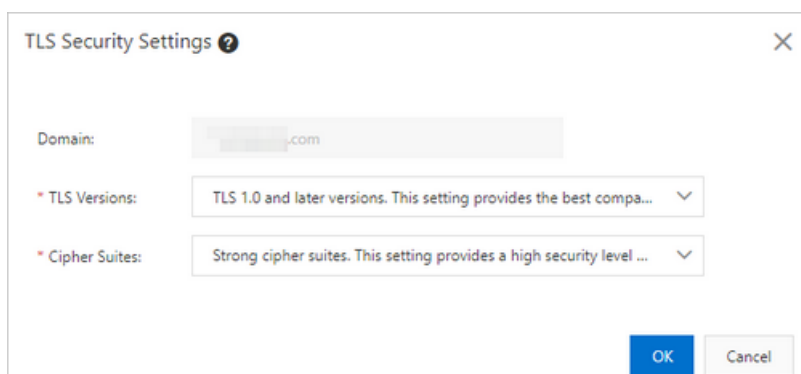 TLS Security Settings ?
Domain: .com
* TLS Versions: TLS 1.0 and later versions. This setting provides the best compa...
* Cipher Suites: Strong cipher suites. This setting provides a high security level ...
OK Cancel